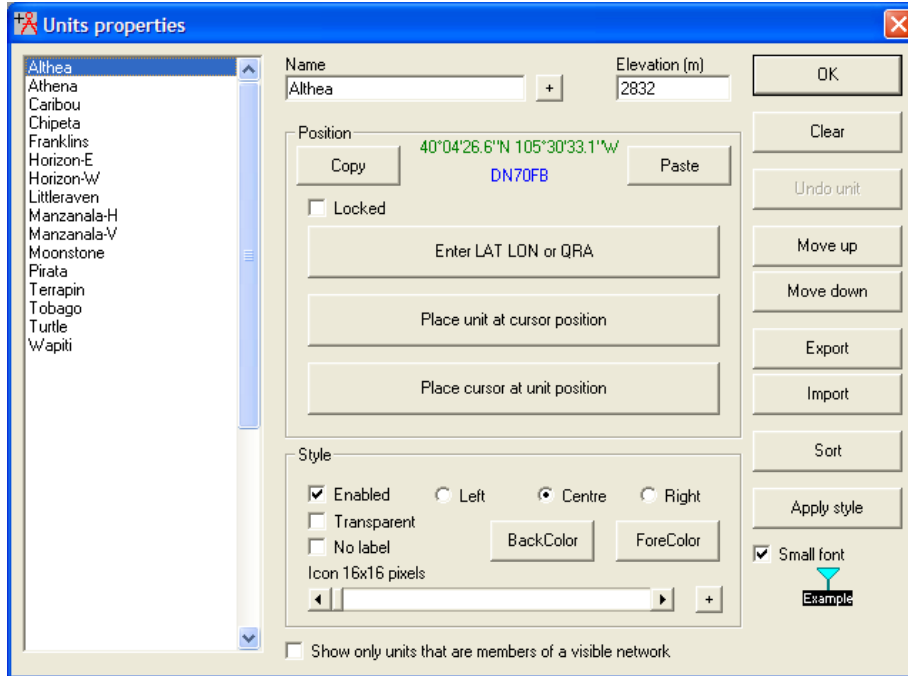 Units properties
Althea
Athena
Caribou
Chipeta
Franklins
Horizon-E
Horizon-W
Littleraven
Manzanala-H
Manzanala-V
Moonstone
Pirata
Terrapin
Tobago
Turtle
Wapiti
Name
Elevation (m)
Althea
+
2832
Position
Copy
40°04'26.6''N 105°30'33.1''W
DN70FB
Paste
Locked
Enter LAT LON or QRA
Place unit at cursor position
Place cursor at unit position
Style
Enabled
Left
Centre
Right
Transparent
No label
BackColor
ForeColor
Icon 16x16 pixels
+
Show only units that are members of a visible network
OK
Clear
Undo unit
Move up
Move down
Export
Import
Sort
Apply style
Small font
Example